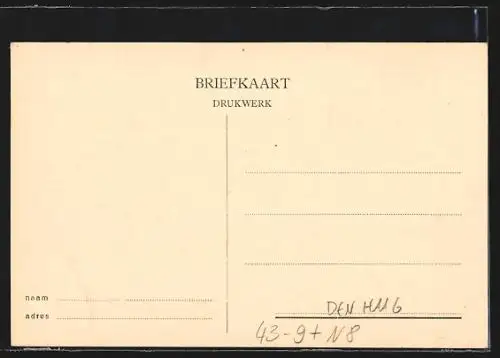 BRIEFKAART
DRUKWERK
naam
adres
DEN HAAG
43-9+ N8